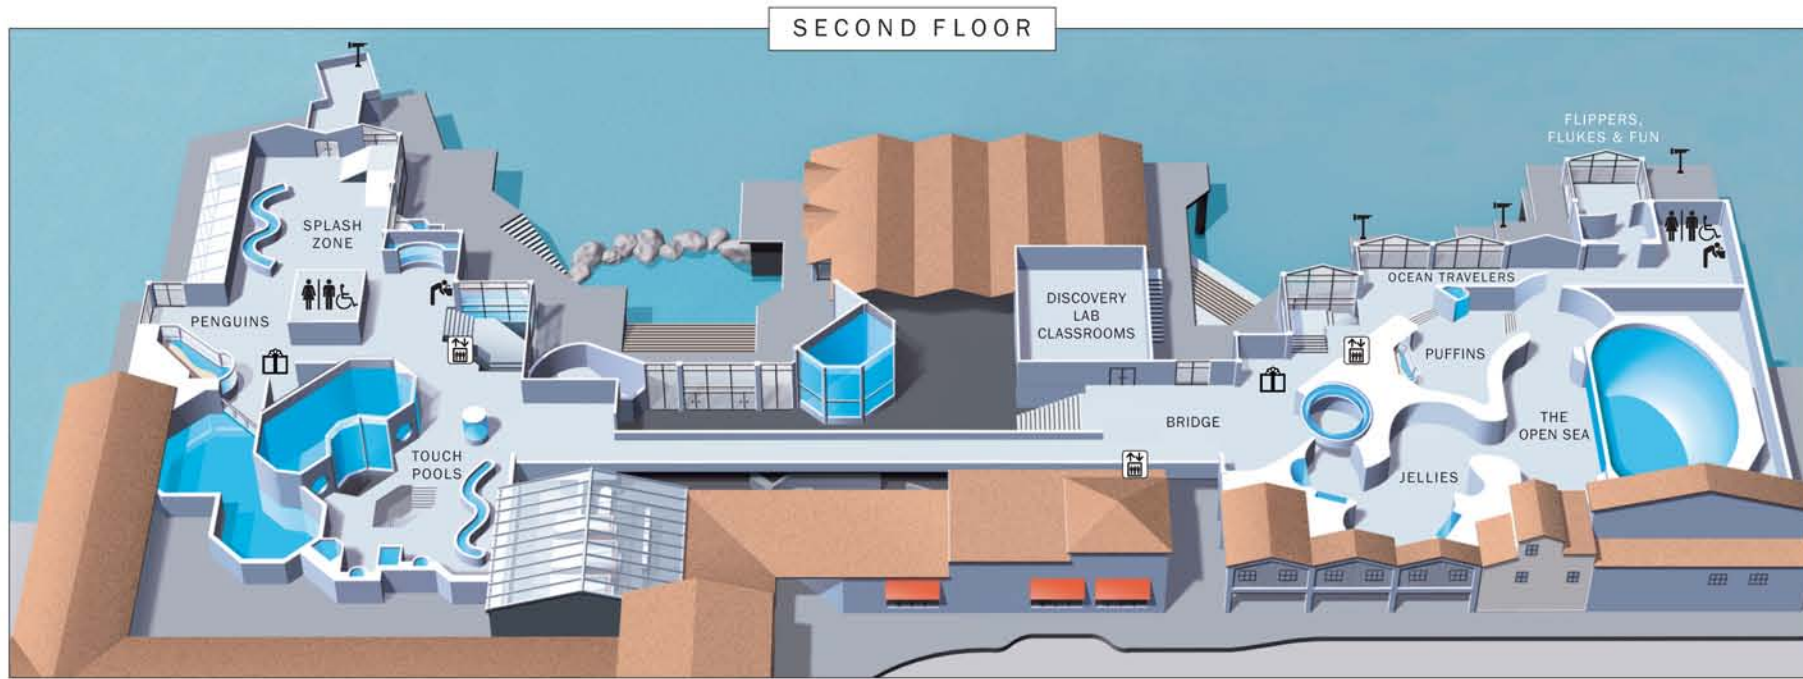 SECOND FLOOR
FLIPPERS,
FLUKES & FUN
SPLASH
ZONE
OCEAN TRAVELERS
DISCOVERY
LAB
CLASSROOMS
PENGUINS
PUFFINS
BRIDGE
THE
OPEN SEA
TOUCH
POOLS
JELLIES